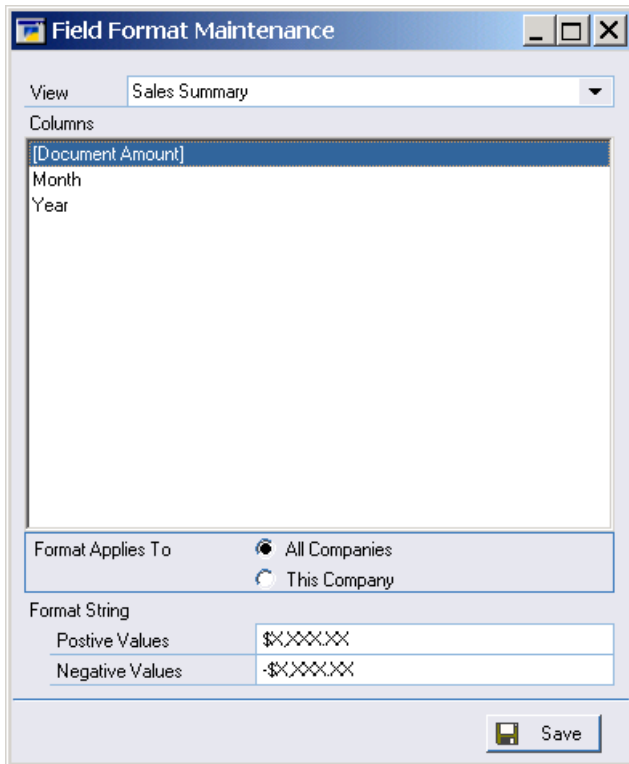 Field Format Maintenance
View Sales Summary
Columns
[Document Amount]
Month
Year
Format Applies To All Companies
This Company
Format String
Postive Values $X,XXX.XX
Negative Values -$X,XXX.XX
Save